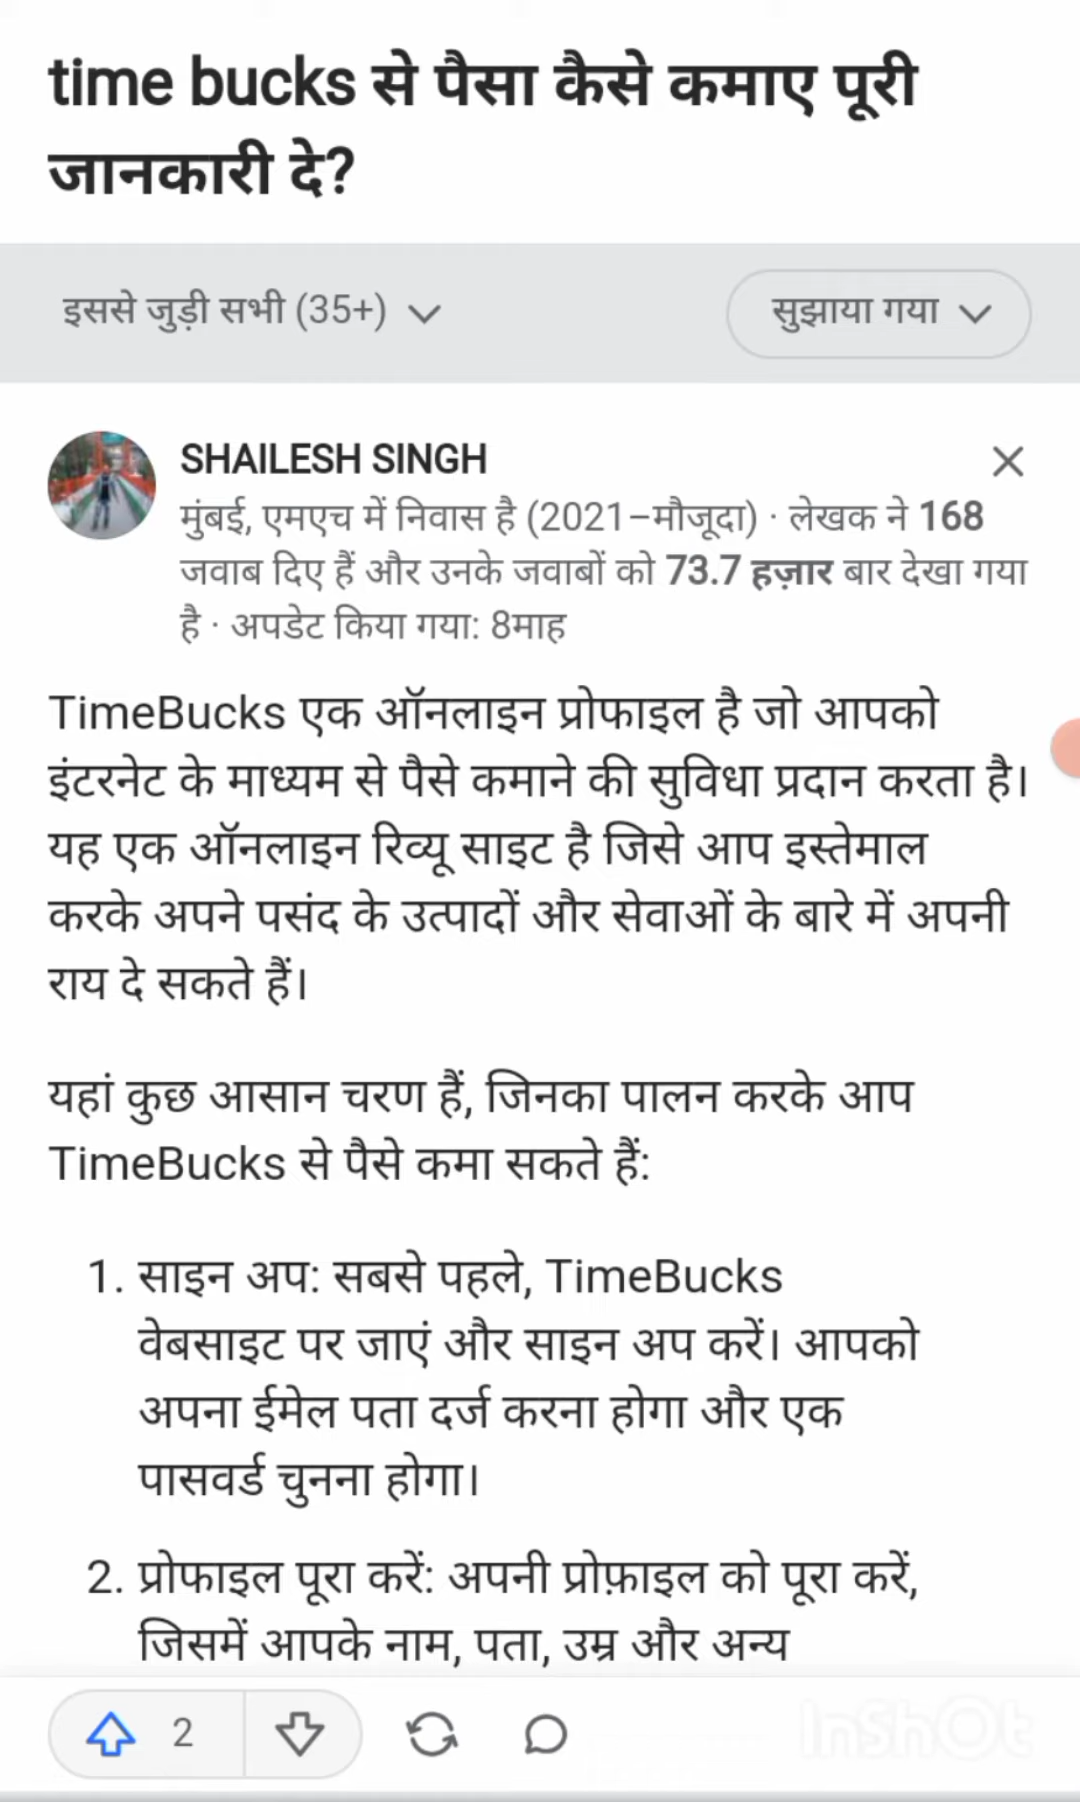 time bucks से पैसा कैसे कमाए पूरी
जानकारी दे?
इससे जुड़ी सभी (35+)
सुझाया गया
SHAILESH SINGH
मुंबई, एमएच में निवास है (2021–मौजूदा) · लेखक ने 168
जवाब दिए हैं और उनके जवाबों को 73.7 हज़ार बार देखा गया
है · अपडेट किया गया: 8माह
TimeBucks एक ऑनलाइन प्रोफाइल है जो आपको
इंटरनेट के माध्यम से पैसे कमाने की सुविधा प्रदान करता है।
यह एक ऑनलाइन रिव्यू साइट है जिसे आप इस्तेमाल
करके अपने पसंद के उत्पादों और सेवाओं के बारे में अपनी
राय दे सकते हैं।
यहां कुछ आसान चरण हैं, जिनका पालन करके आप
TimeBucks से पैसे कमा सकते हैं:
1. साइन अप: सबसे पहले, TimeBucks
वेबसाइट पर जाएं और साइन अप करें। आपको
अपना ईमेल पता दर्ज करना होगा और एक
पासवर्ड चुनना होगा।
2. प्रोफाइल पूरा करें: अपनी प्रोफ़ाइल को पूरा करें,
जिसमें आपके नाम, पता, उम्र और अन्य
2
InShOt